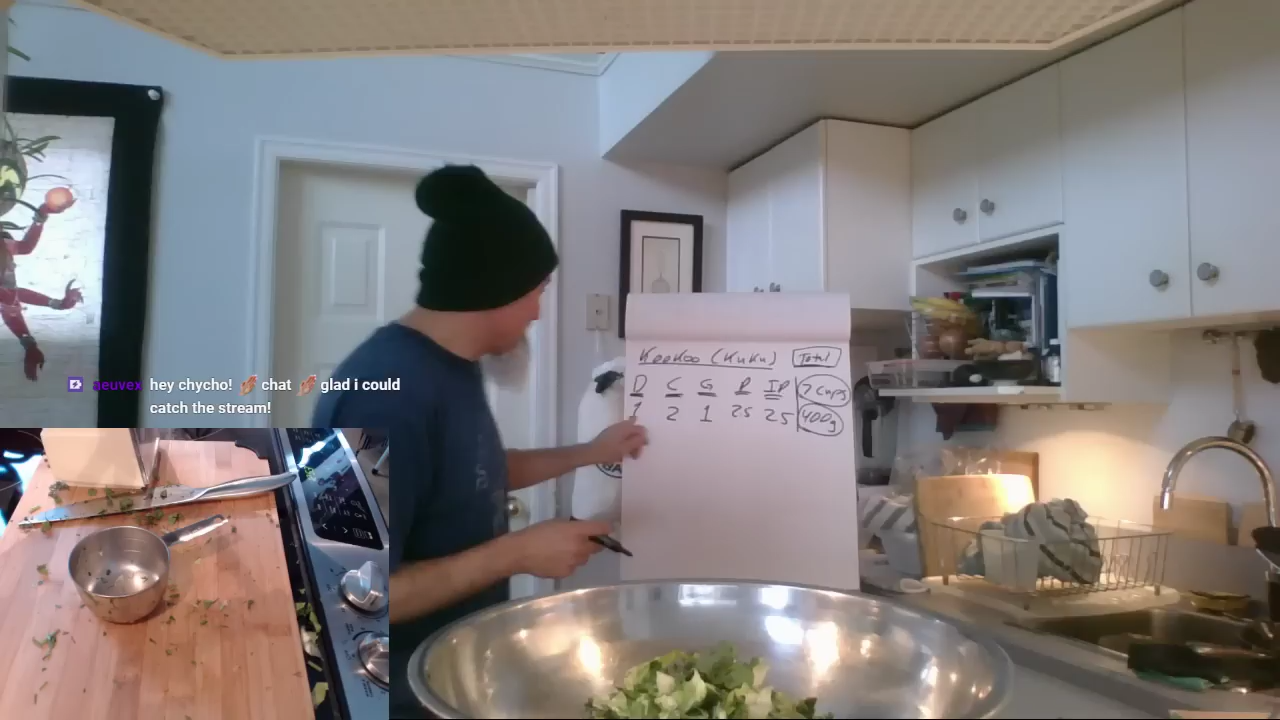 KooKoo (KuKu) Total
D C G P IP 7 cups
1 2 1 25 25 400g
neuvex hey chycho! chat glad i could
catch the stream!